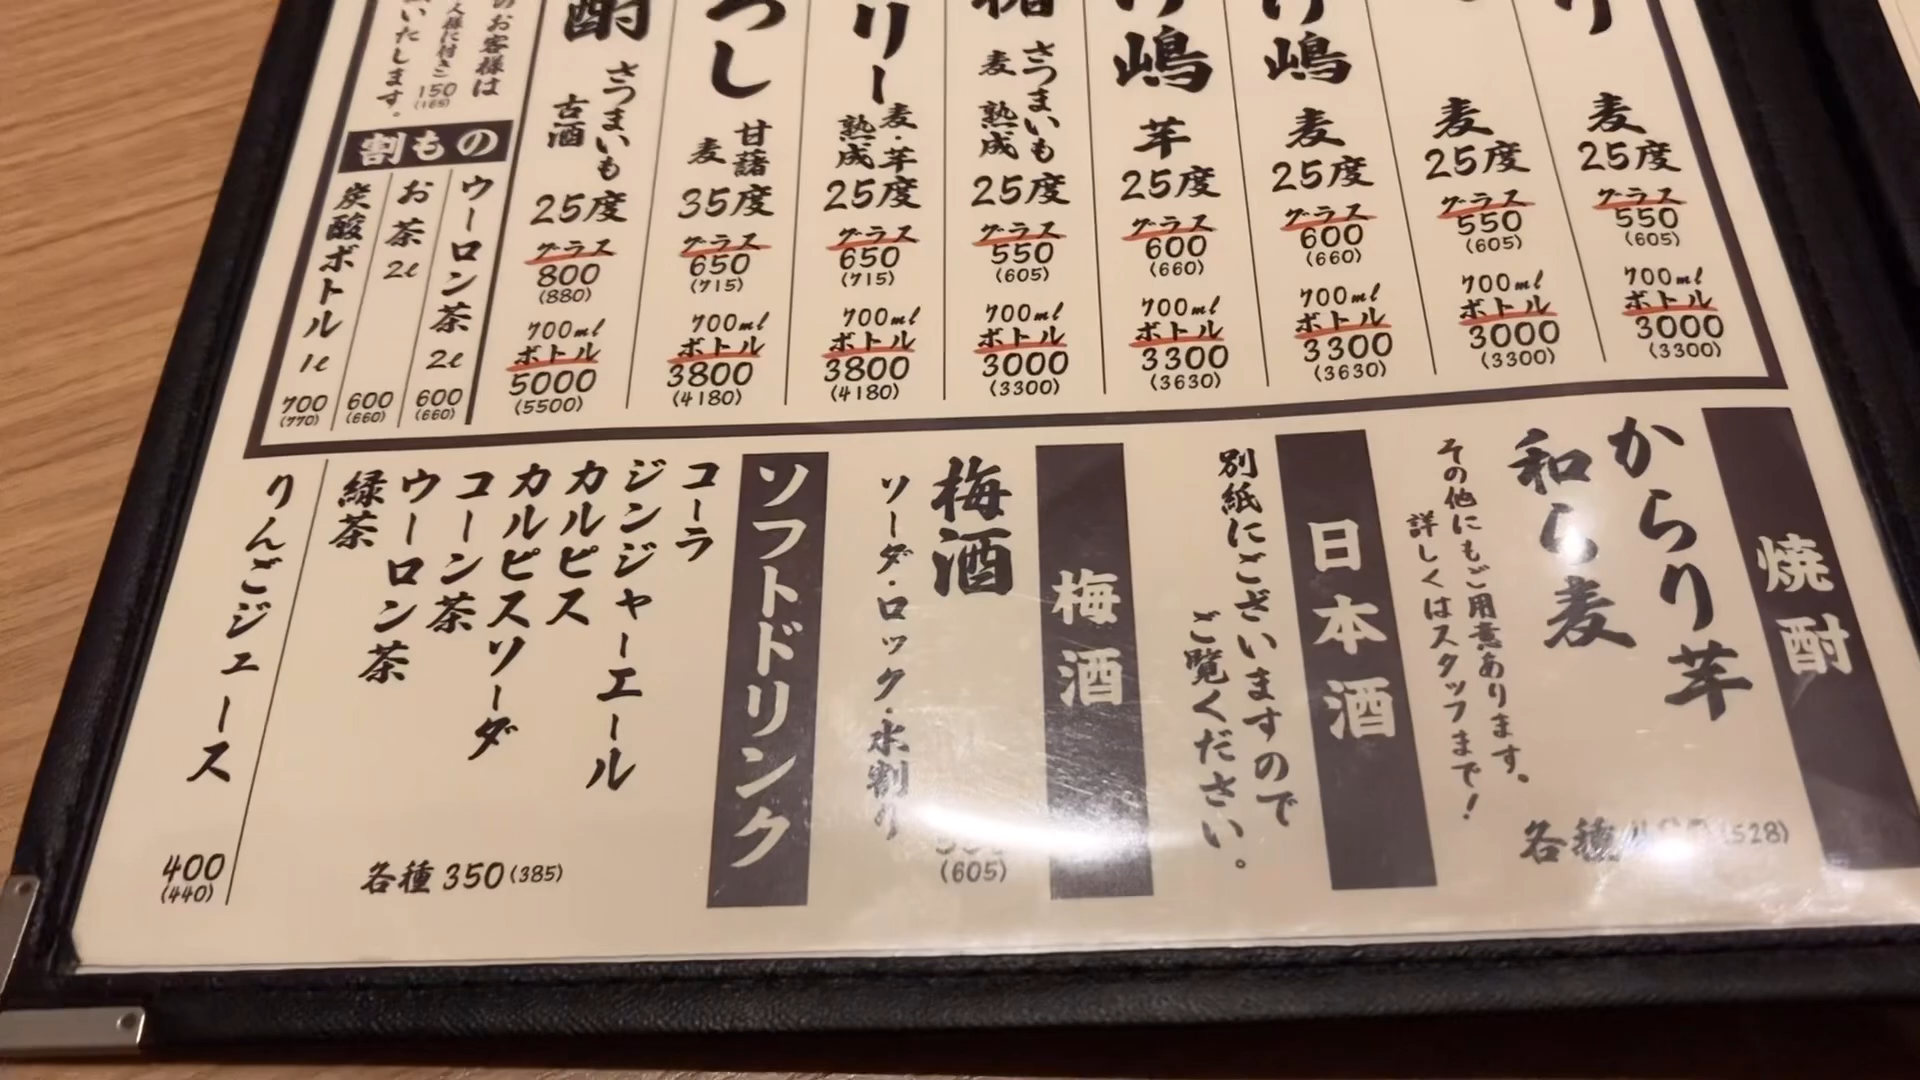 り
麦
25度
グラス
550
(605)
700ml
ボトル
3000
(3300)
麦
25度
グラス
550
(605)
700ml
ボトル
3000
(3300)
け嶋
麦
25度
グラス
600
(660)
700ml
ボトル
3300
(3630)
嶋
芋
25度
グラス
600
(660)
700ml
ボトル
3300
(3630)
さつまいも
麦 熟成
25度
グラス
550
(605)
700ml
ボトル
3000
(3300)
リー
麦・芋
熟成
25度
グラス
650
(715)
700ml
ボトル
3800
(4180)
し
甘藷
麦
35度
グラス
650
(715)
700ml
ボトル
3800
(4180)
酎
さつまいも
古酒
25度
グラス
800
(880)
700ml
ボトル
5000
(5500)
のお客様は
人様に付き
150
(165)
いたします。
割もの
ウーロン茶
2ℓ
600
(660)
お茶
2ℓ
600
(660)
炭酸ボトル
1ℓ
700
(770)
焼酎
からり芋
和ら麦
各種
(528)
その他にもご用意あります。
詳しくはスタッフまで！
日本酒
別紙にございますので
ご覧ください。
梅酒
梅酒
ソーダ・ロック・水割り
(605)
ソフトドリンク
コーラ
ジンジャーエール
カルピス
カルピスソーダ
コーン茶
ウーロン茶
緑茶
各種 350(385)
りんごジュース
400
(440)